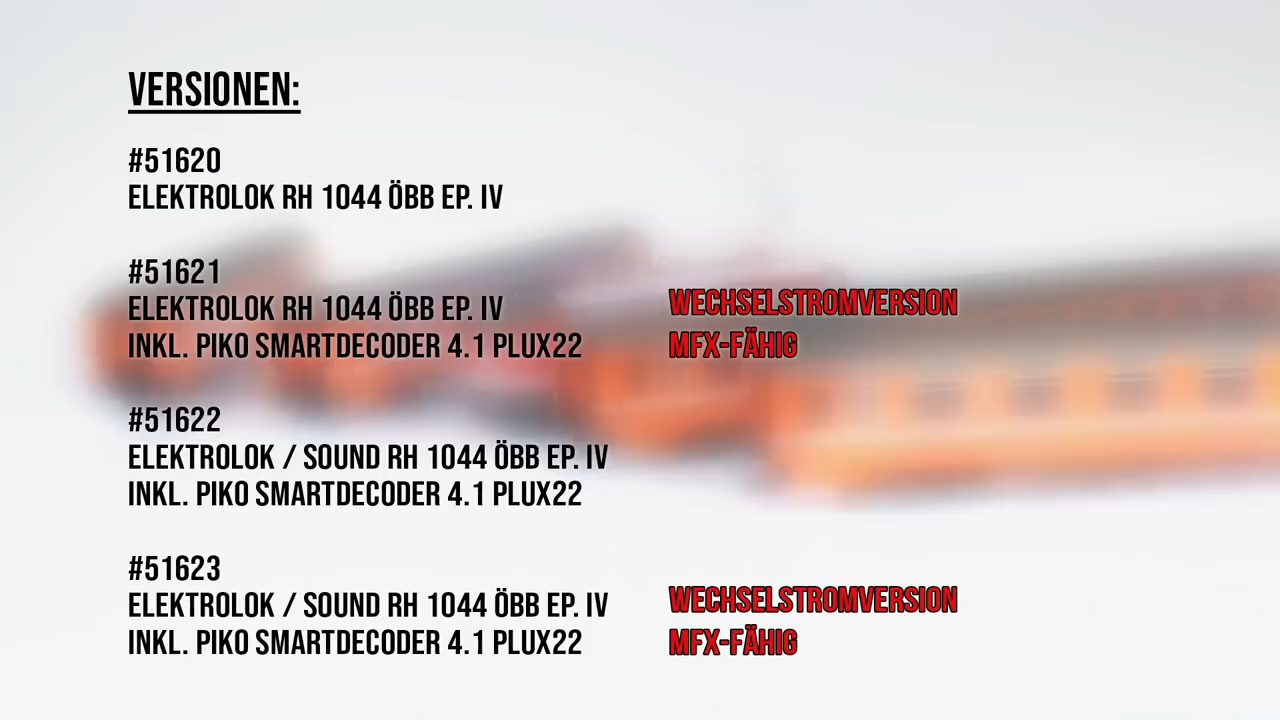 VERSIONEN:
#51620
ELEKTROLOK RH 1044 ÖBB EP. IV
#51621
ELEKTROLOK RH 1044 ÖBB EP. IV
INKL. PIKO SMARTDECODER 4.1 PLUX22
WECHSELSTROMVERSION
MFX-FÄHIG
#51622
ELEKTROLOK / SOUND RH 1044 ÖBB EP. IV
INKL. PIKO SMARTDECODER 4.1 PLUX22
#51623
ELEKTROLOK / SOUND RH 1044 ÖBB EP. IV
INKL. PIKO SMARTDECODER 4.1 PLUX22
WECHSELSTROMVERSION
MFX-FÄHIG